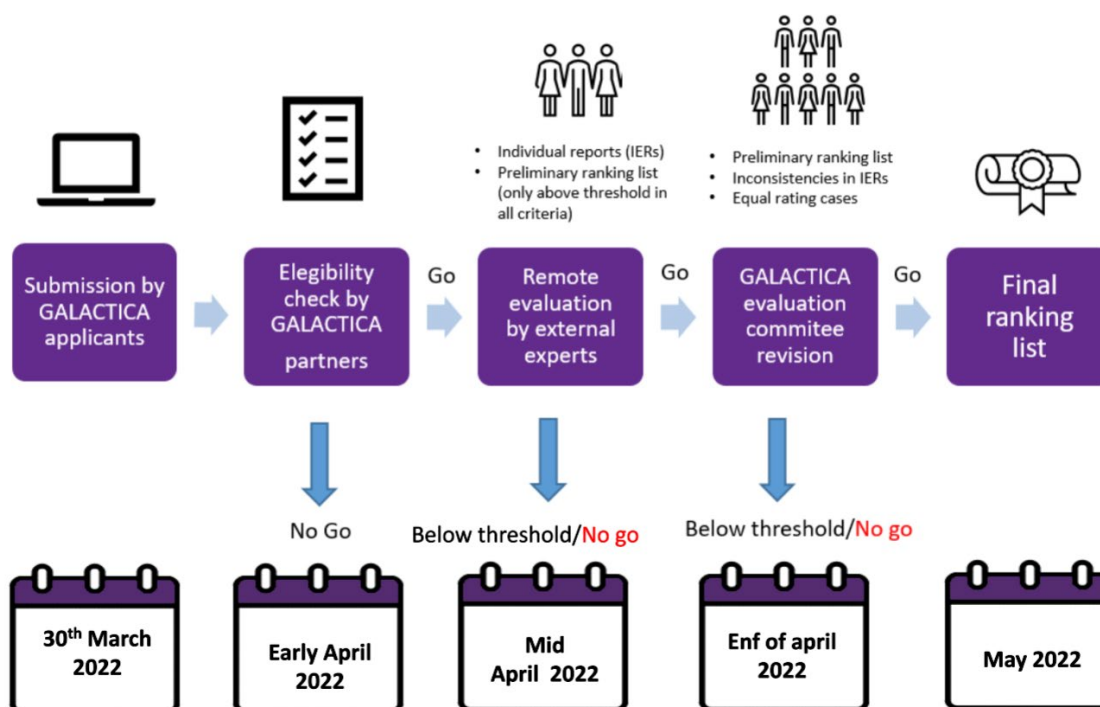 • Individual reports (IERs)
• Preliminary ranking list
(only above threshold in
all criteria)
• Preliminary ranking list
• Inconsistencies in IERs
• Equal rating cases
Submission by
GALACTICA
applicants
Elegibility
check by
GALACTICA
partners
Go
Remote
evaluation
by external
experts
Go
GALACTICA
evaluation
commitee
revision
Go
Final
ranking
list
No Go
Below threshold/No go
Below threshold/No go
30th March
2022
Early April
2022
Mid
April 2022
Enf of april
2022
May 2022